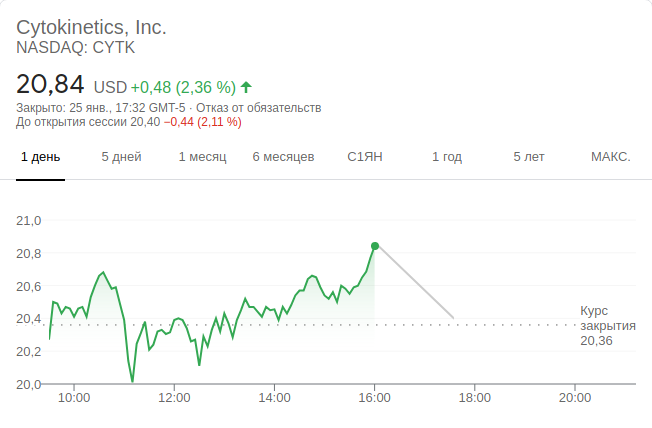 Cytokinetics, Inc.
NASDAQ: CYTK
20,84 USD +0,48 (2,36 %)
Закрыто: 25 янв., 17:32 GMT-5 · Отказ от обязательств
До открытия сессии 20,40 −0,44 (2,11 %)
1 день 5 дней 1 месяц 6 месяцев С1ЯН 1 год 5 лет МАКС.
21,0
20,8
20,6
20,4
20,2
20,0
Курс
закрытия
20,36
10:00 12:00 14:00 16:00 18:00 20:00